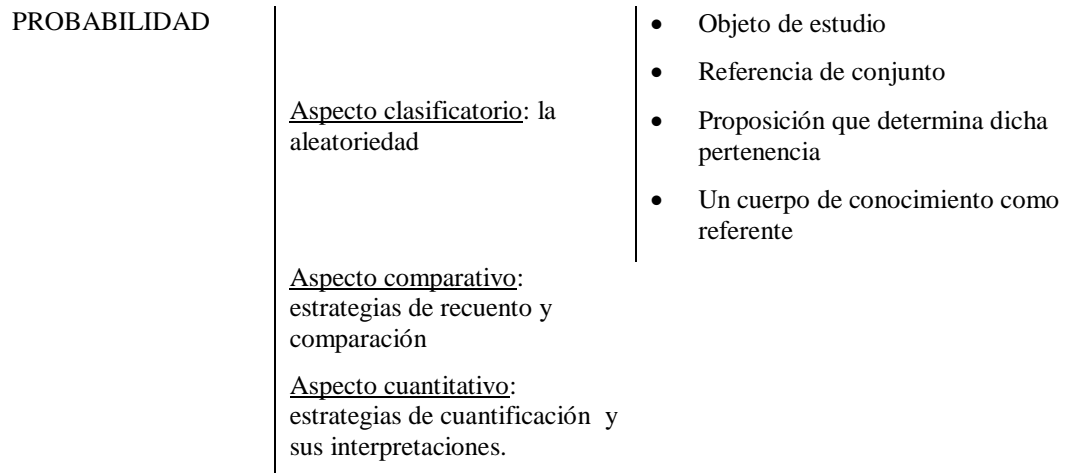 PROBABILIDAD
Aspecto clasificatorio: la
aleatoriedad
• Objeto de estudio
• Referencia de conjunto
• Proposición que determina dicha
pertenencia
• Un cuerpo de conocimiento como
referente
Aspecto comparativo:
estrategias de recuento y
comparación
Aspecto cuantitativo:
estrategias de cuantificación y
sus interpretaciones.